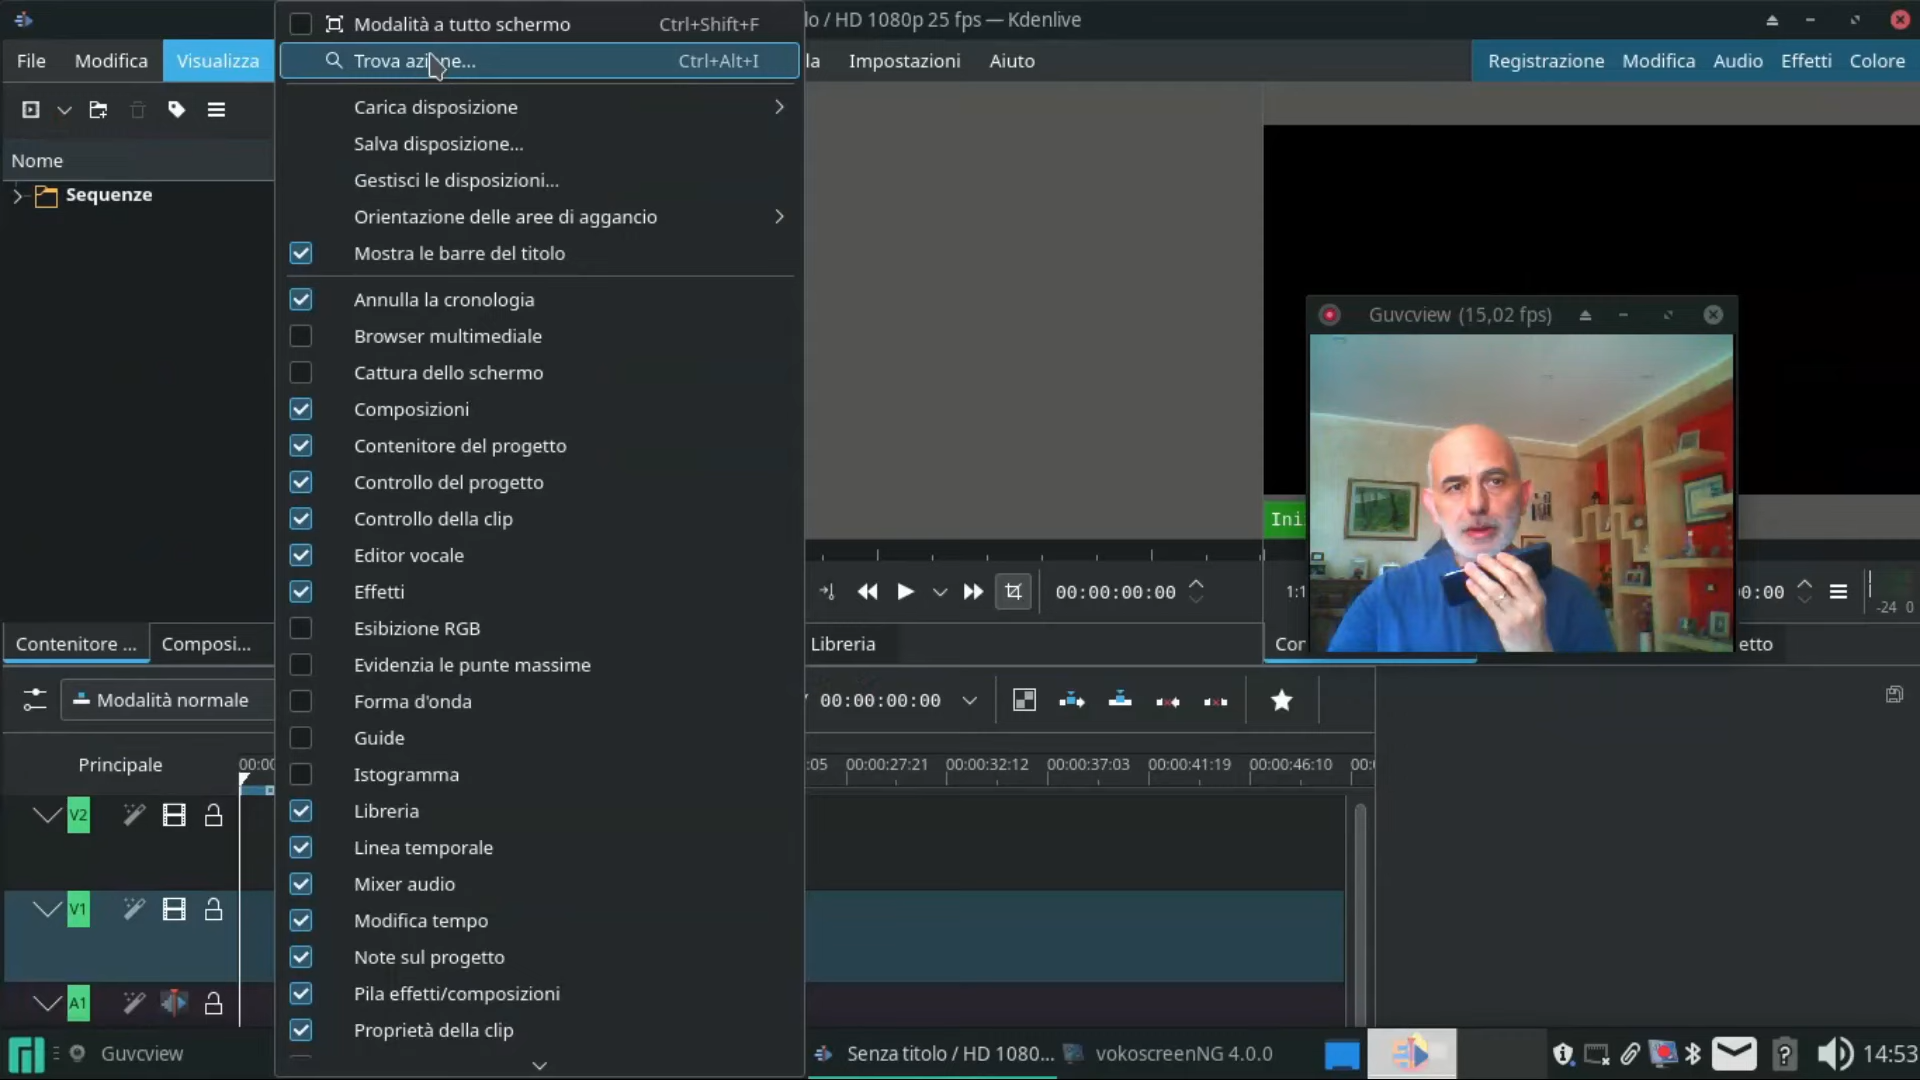 lo / HD 1080p 25 fps — Kdenlive
File Modifica Visualizza la Impostazioni Aiuto
Registrazione Modifica Audio Effetti Colore
Modalità a tutto schermo Ctrl+Shift+F
Trova azione... Ctrl+Alt+I
Carica disposizione
Salva disposizione...
Gestisci le disposizioni...
Orientazione delle aree di aggancio
Mostra le barre del titolo
Annulla la cronologia
Browser multimediale
Cattura dello schermo
Composizioni
Contenitore del progetto
Controllo del progetto
Controllo della clip
Editor vocale
Effetti
Esibizione RGB
Evidenzia le punte massime
Forma d'onda
Guide
Istogramma
Libreria
Linea temporale
Mixer audio
Modifica tempo
Note sul progetto
Pila effetti/composizioni
Proprietà della clip
Nome
Sequenze
Contenitore ... Composi...
Modalità normale
Principale
00:00
V2
V1
A1
Guvcview (15,02 fps)
Ini
00:00:00:00 1:1 00:00 -24 0
Libreria Cor etto
/ 00:00:00:00
:05 00:00:27:21 00:00:32:12 00:00:37:03 00:00:41:19 00:00:46:10 00:
Guvcview Senza titolo / HD 1080... vokoscreenNG 4.0.0 14:53